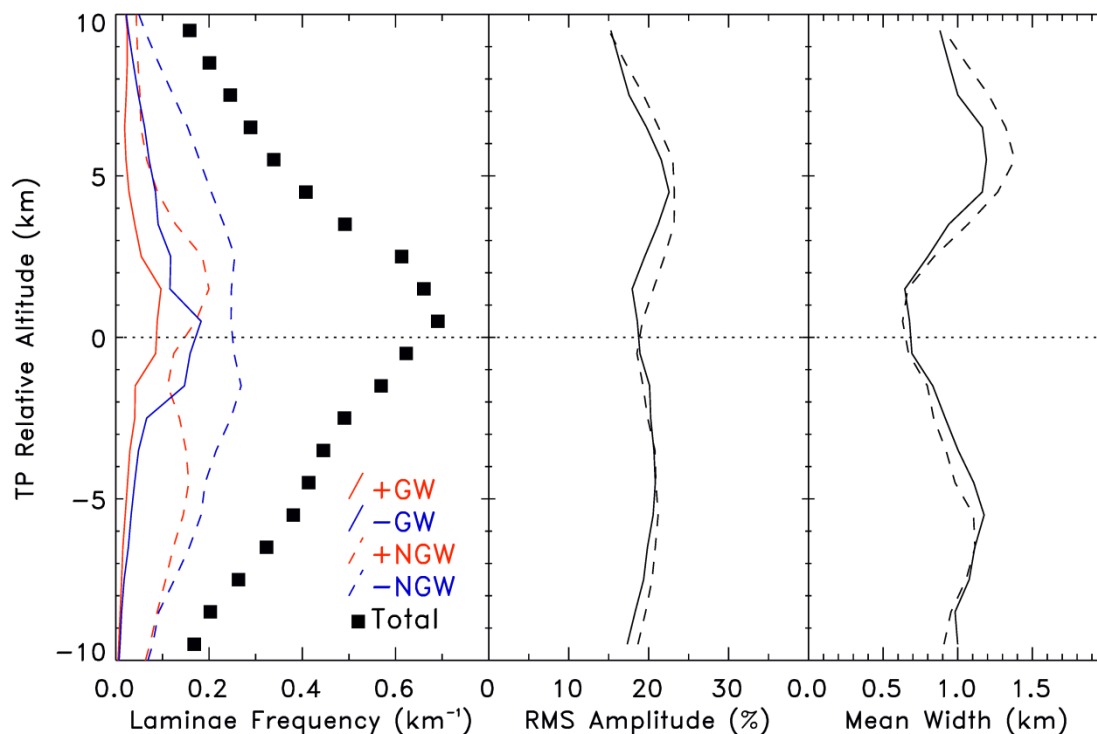 10
5
0
−5
−10
TP Relative Altitude (km)
+GW
−GW
+NGW
−NGW
Total
0.0 0.2 0.4 0.6 0 10 20 30 0.0 0.5 1.0 1.5
Laminae Frequency (km⁻¹) RMS Amplitude (%) Mean Width (km)